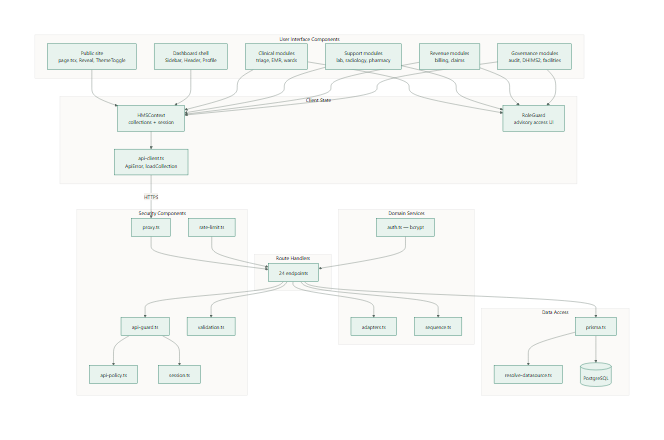 User Interface Components
Public site
page.tsx, Reveal, ThemeToggle
Dashboard shell
Sidebar, Header, Profile
Clinical modules
triage, EMR, wards
Support modules
lab, radiology, pharmacy
Revenue modules
billing, claims
Governance modules
audit, DHIMS2, facilities
Client State
HMSContext
collections + session
RoleGuard
advisory access UI
api-client.ts
ApiError, loadCollection
HTTPS
Security Components
proxy.ts
rate-limit.ts
Domain Services
auth.ts — bcrypt
Route Handlers
24 endpoints
api-guard.ts
validation.ts
adapters.ts
sequence.ts
Data Access
prisma.ts
api-policy.ts
session.ts
resolve-datasource.ts
PostgreSQL